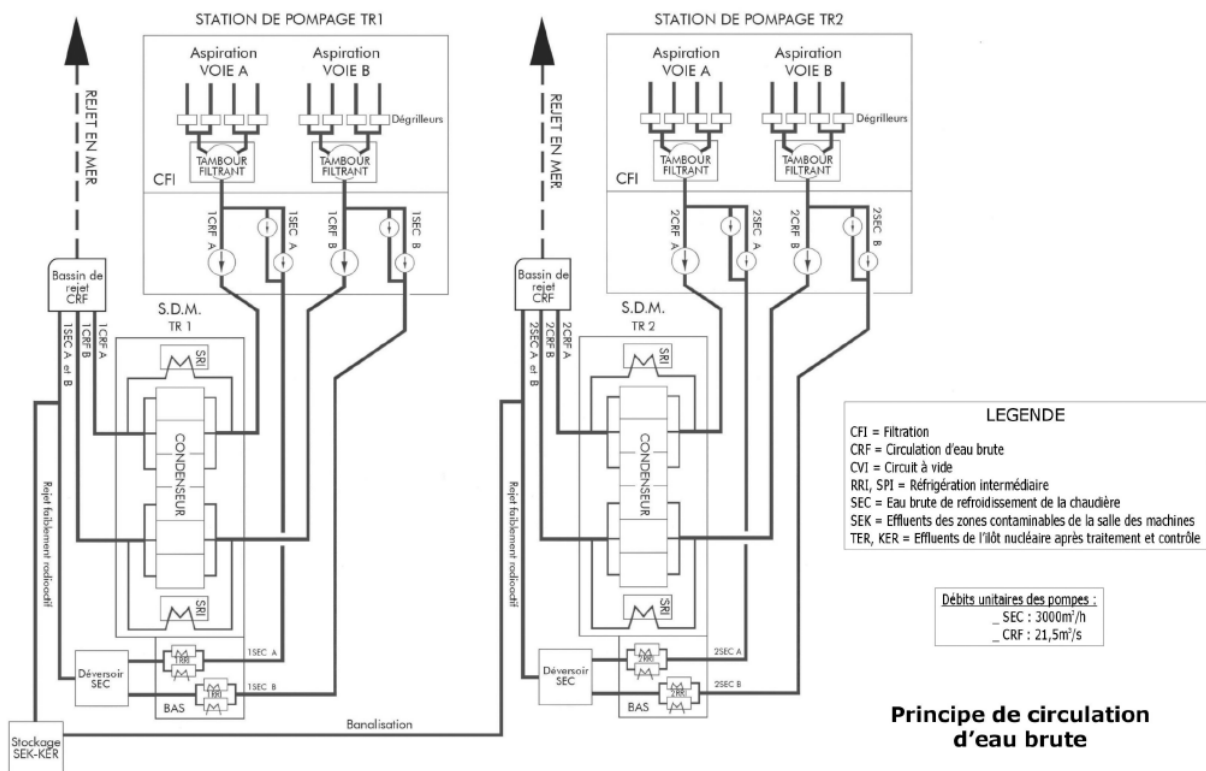 STATION DE POMPAGE TR1
Aspiration
VOIE A
Aspiration
VOIE B
Dégrilleurs
TAMBOUR
FILTRANT
TAMBOUR
FILTRANT
CFI
1CRF A
1SEC A
1CRF B
1SEC B
REJET EN MER
Bassin de
rejet
CRF
1SEC A et B
1CRF B
1CRF A
S.D.M.
TR 1
SRI
CONDENSEUR
SRI
Rejet faiblement radioactif
Déversoir
SEC
1RRI
1SEC A
1RRI
1SEC B
BAS
Stockage
SEK-KER
Banalisation
STATION DE POMPAGE TR2
Aspiration
VOIE A
Aspiration
VOIE B
Dégrilleurs
TAMBOUR
FILTRANT
TAMBOUR
FILTRANT
CFI
2CRF A
2SEC A
2CRF B
2SEC B
REJET EN MER
Bassin de
rejet
CRF
2SEC A et B
2CRF B
2CRF A
S.D.M.
TR 2
SRI
CONDENSEUR
SRI
Rejet faiblement radioactif
Déversoir
SEC
2RRI
2SEC A
2RRI
2SEC B
BAS
LEGENDE
CFI = Filtration
CRF = Circulation d'eau brute
CVI = Circuit à vide
RRI, SPI = Réfrigération intermédiaire
SEC = Eau brute de refroidissement de la chaudière
SEK = Effluents des zones contaminables de la salle des machines
TER, KER = Effluents de l'îlôt nucléaire après traitement et contrôle
Débits unitaires des pompes :
_ SEC : 3000m³/h
_ CRF : 21,5m³/s
Principe de circulation
d'eau brute